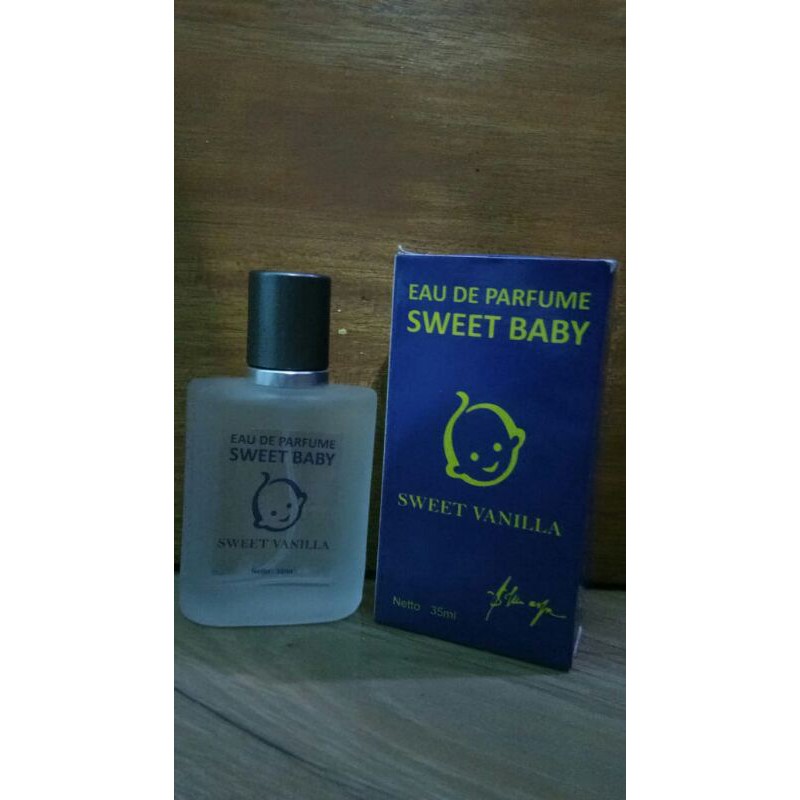 EAU DE PARFUME
SWEET BABY
SWEET VANILLA
EAU DE PARFUME
SWEET BABY
SWEET VANILLA
Netto 35ml